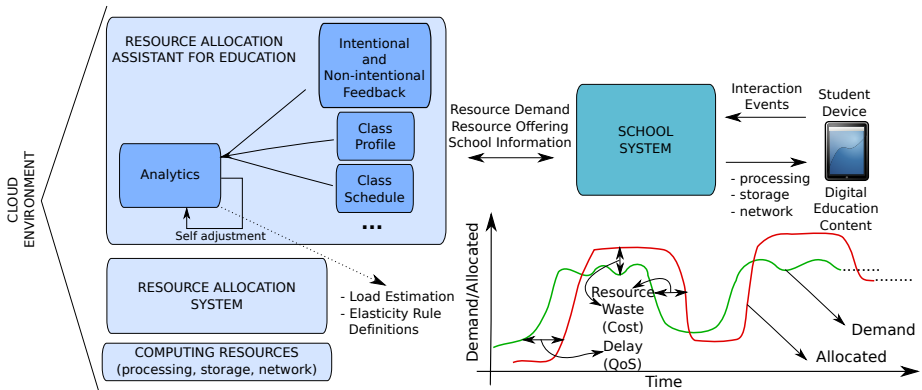 CLOUD
ENVIRONMENT
RESOURCE ALLOCATION
ASSISTANT FOR EDUCATION
Intentional
and
Non-intentional
Feedback
Class
Profile
Class
Schedule
...
Analytics
Self adjustment
RESOURCE ALLOCATION
SYSTEM
- Load Estimation
- Elasticity Rule
Definitions
COMPUTING RESOURCES
(processing, storage, network)
Resource Demand
Resource Offering
School Information
SCHOOL
SYSTEM
Interaction
Events
Student
Device
- processing
- storage
- network
Digital
Education
Content
Demand/Allocated
Resource
Waste
(Cost)
Delay
(QoS)
Demand
Allocated
Time